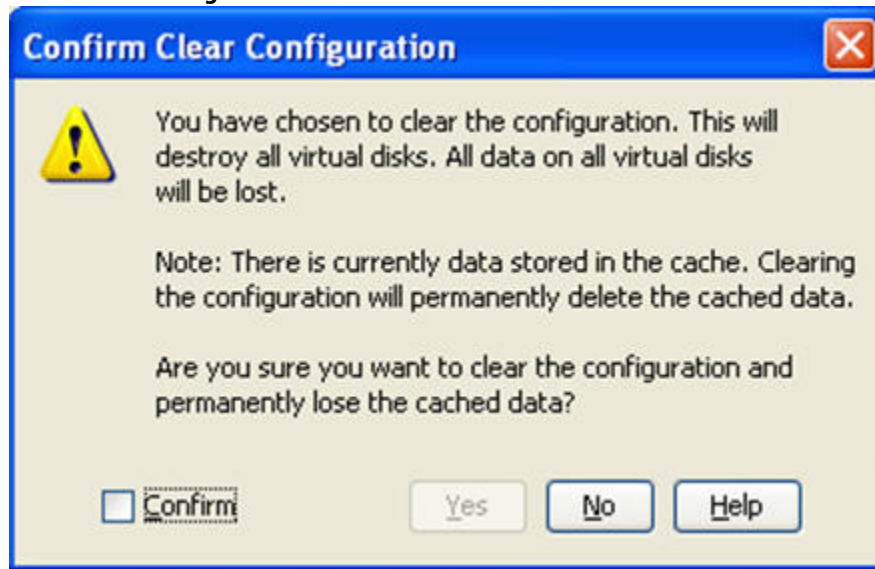 Confirm Clear Configuration
You have chosen to clear the configuration. This will
destroy all virtual disks. All data on all virtual disks
will be lost.
Note: There is currently data stored in the cache. Clearing
the configuration will permanently delete the cached data.
Are you sure you want to clear the configuration and
permanently lose the cached data?
Confirm Yes No Help